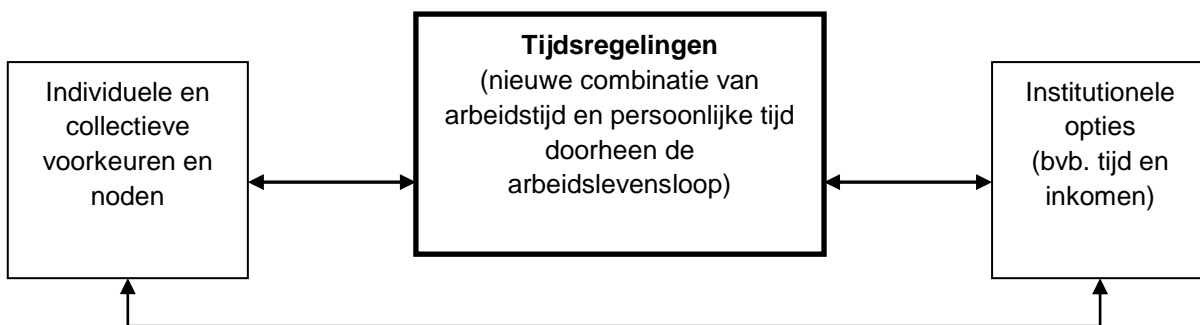 Individuele en
collectieve
voorkeuren en
noden
Tijdsregelingen
(nieuwe combinatie van
arbeidstijd en persoonlijke tijd
doorheen de
arbeidslevensloop)
Institutionele
opties
(bvb. tijd en
inkomen)